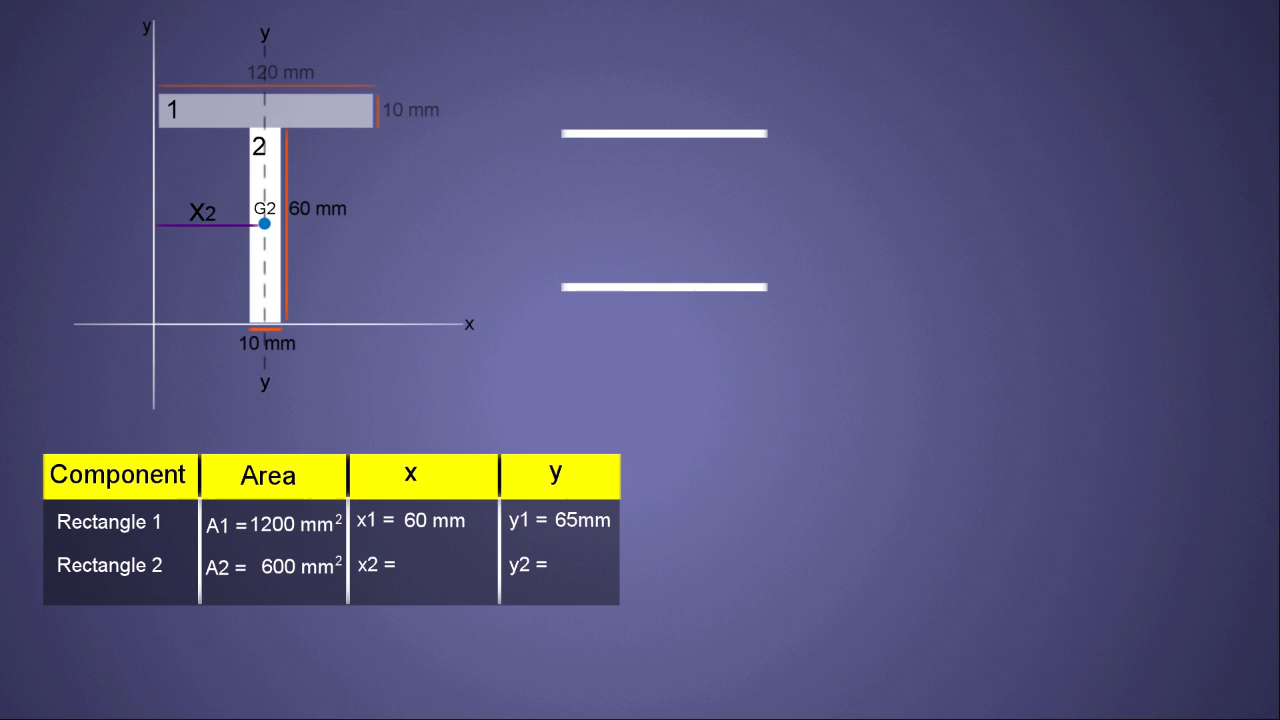 y
y
120 mm
1
10 mm
2
X2
G2
60 mm
x
10 mm
y
Component Area x y
Rectangle 1 A1 =1200 mm² x1 = 60 mm y1 = 65mm
Rectangle 2 A2 = 600 mm² x2 = y2 =